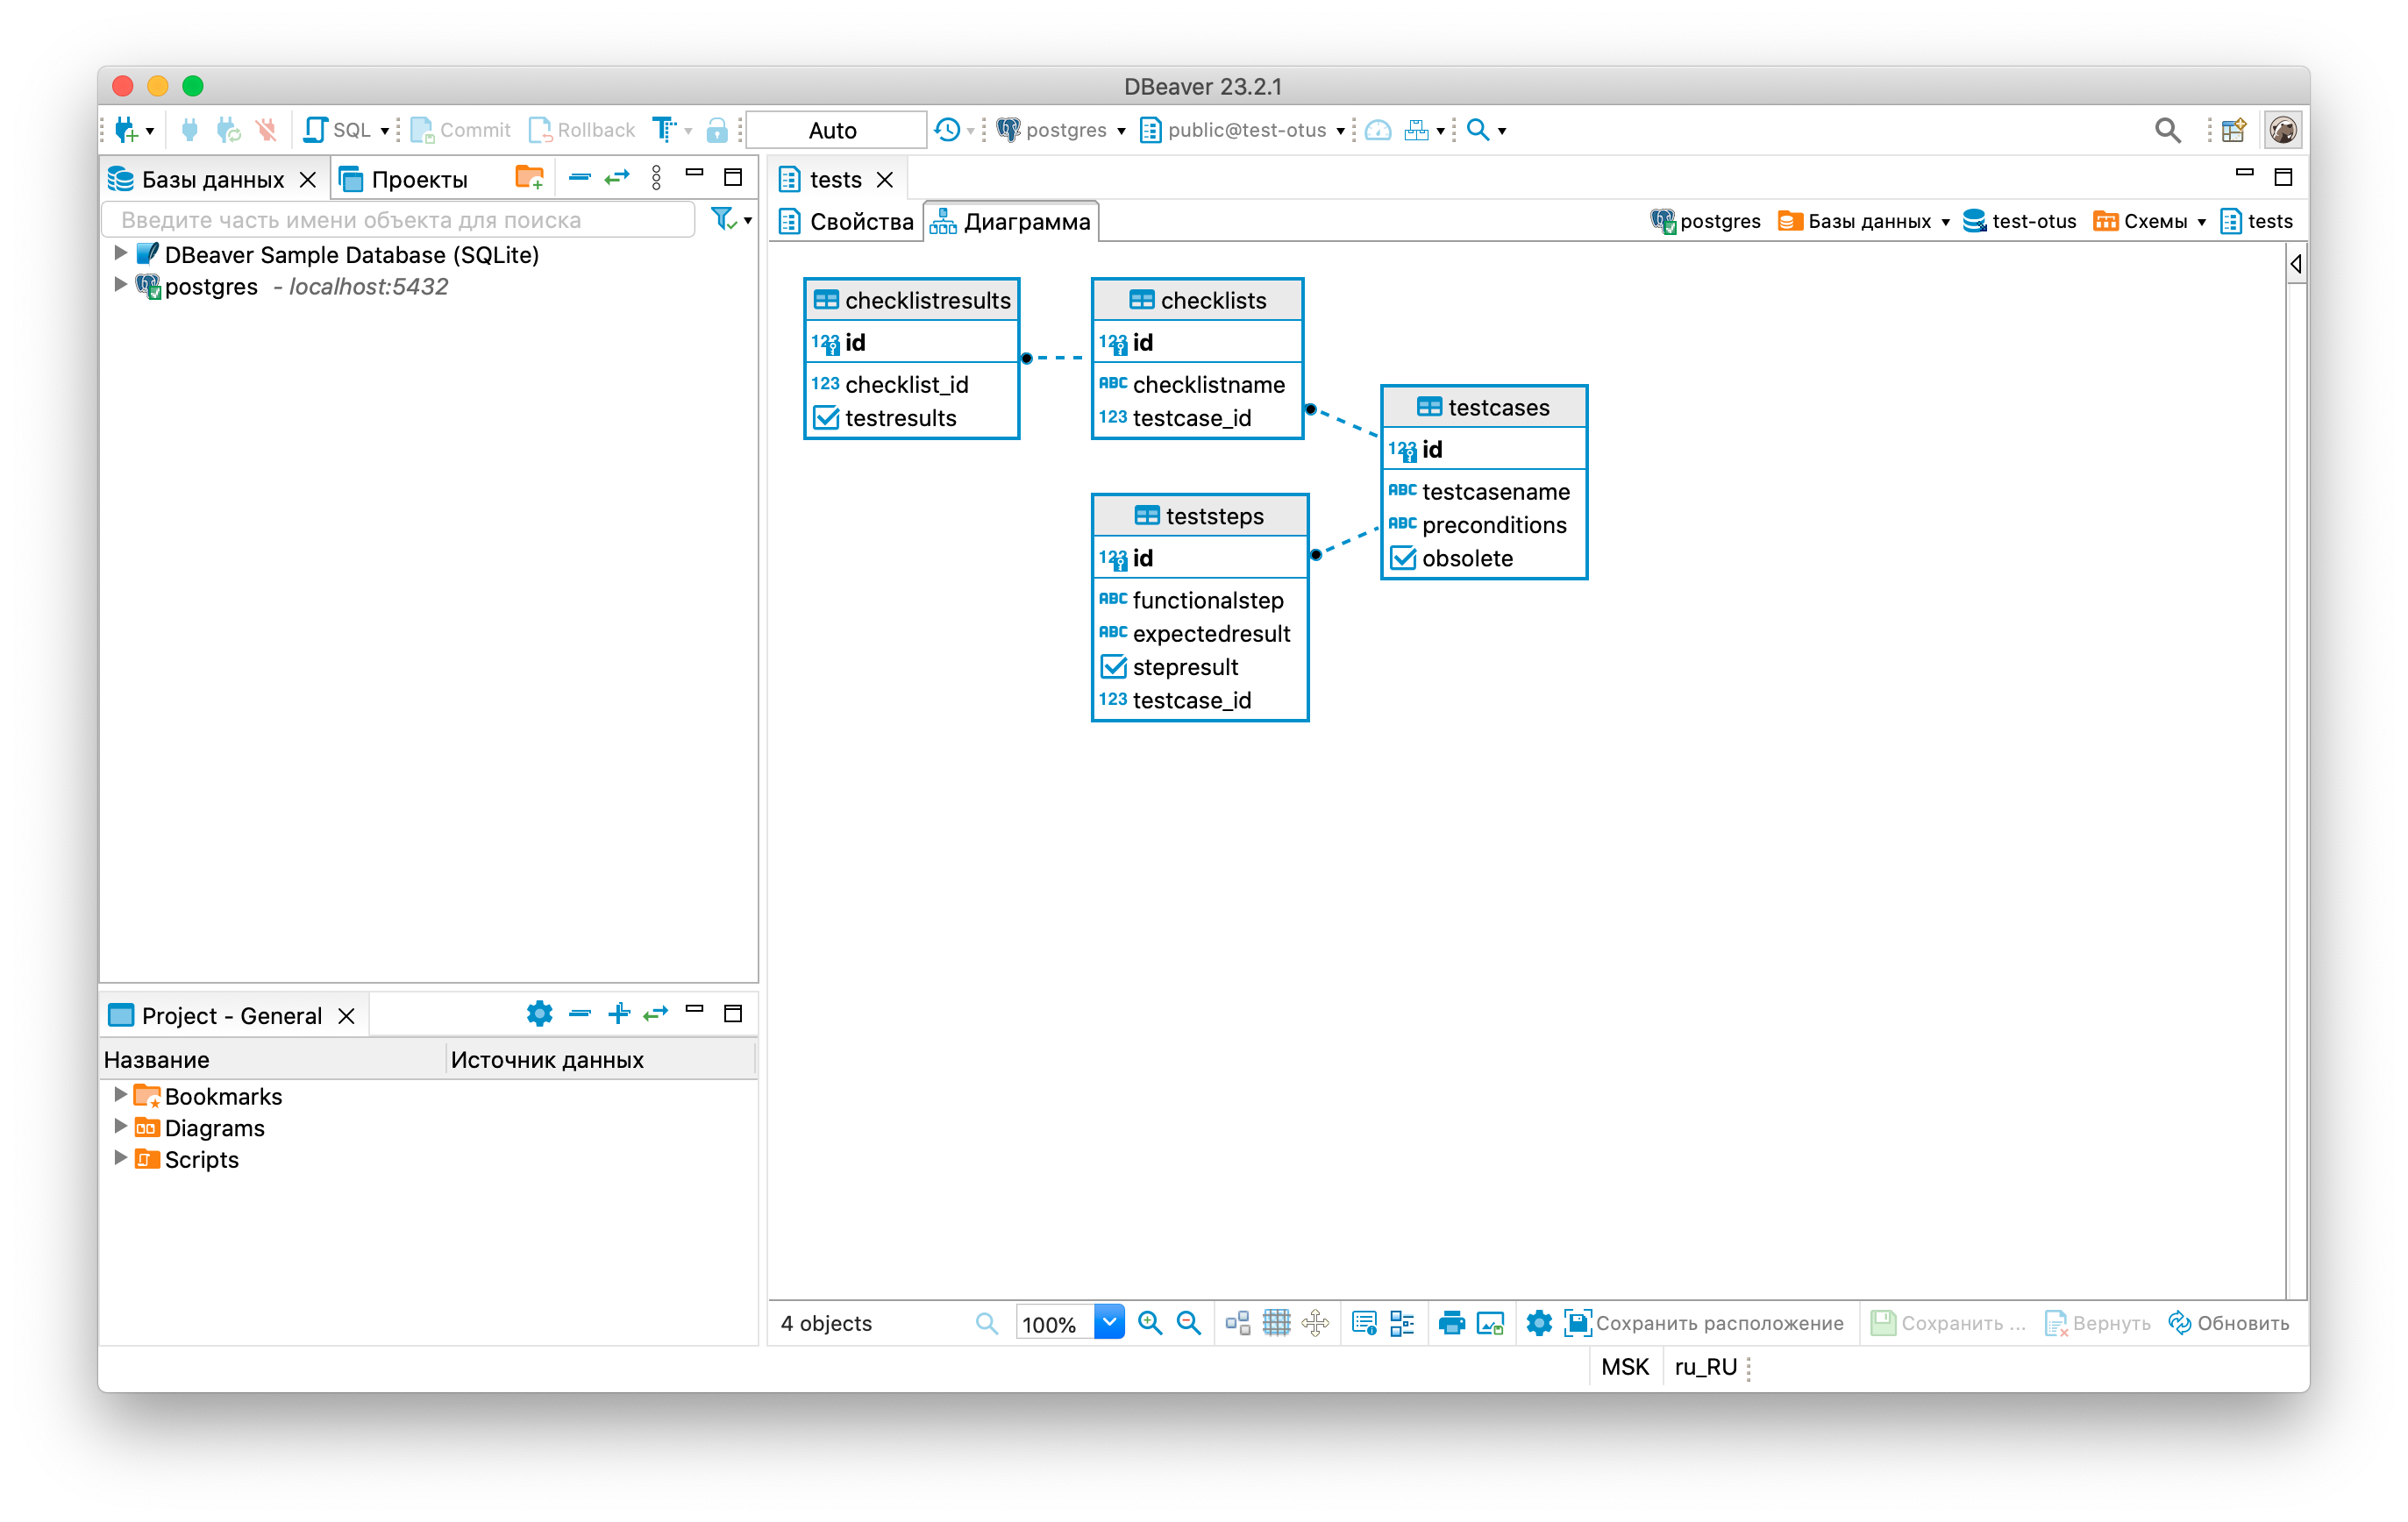 DBeaver 23.2.1
SQL Commit Rollback Auto postgres public@test-otus
Базы данных Проекты
tests
Введите часть имени объекта для поиска
Свойства Диаграмма postgres Базы данных test-otus Схемы tests
DBeaver Sample Database (SQLite)
postgres - localhost:5432
checklistresults
id
checklist_id
testresults
checklists
id
checklistname
testcase_id
testcases
id
testcasename
preconditions
obsolete
teststeps
id
functionalstep
expectedresult
stepresult
testcase_id
Project - General
Название Источник данных
Bookmarks
Diagrams
Scripts
4 objects 100% Сохранить расположение Сохранить ... Вернуть Обновить
MSK ru_RU